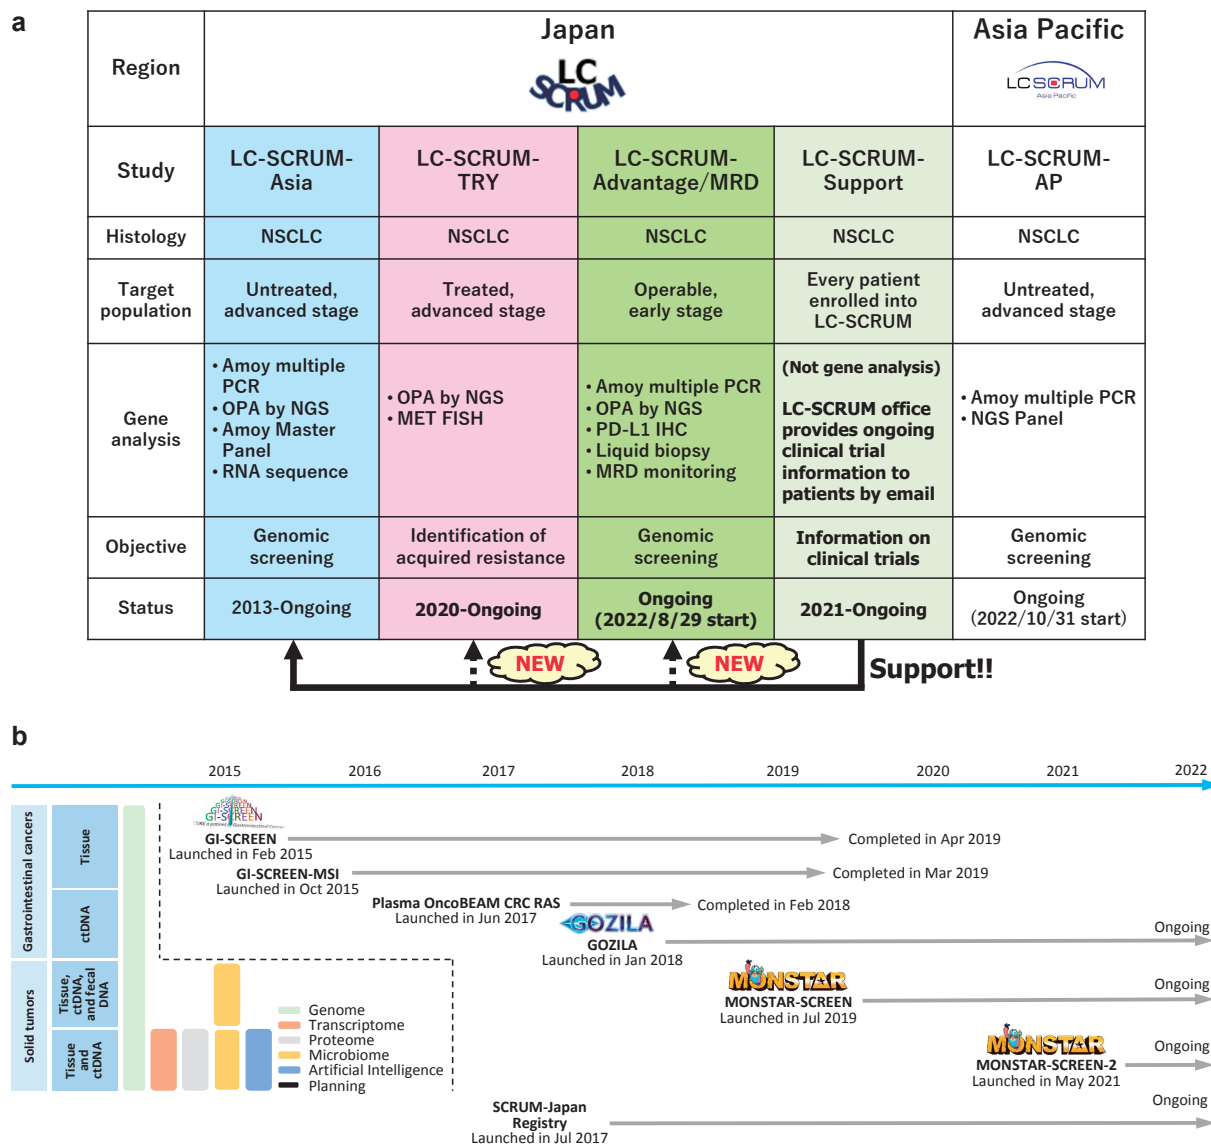 a
Region
Japan
LC
SCRUM
Asia Pacific
LCSCRUM
Asia Pacific
Study
LC-SCRUM-
Asia
LC-SCRUM-
TRY
LC-SCRUM-
Advantage/MRD
LC-SCRUM-
Support
LC-SCRUM-
AP
Histology
NSCLC
NSCLC
NSCLC
NSCLC
NSCLC
Target
population
Untreated,
advanced stage
Treated,
advanced stage
Operable,
early stage
Every patient
enrolled into
LC-SCRUM
Untreated,
advanced stage
Gene
analysis
• Amoy multiple
PCR
• OPA by NGS
• Amoy Master
Panel
• RNA sequence
• OPA by NGS
• MET FISH
• Amoy multiple PCR
• OPA by NGS
• PD-L1 IHC
• Liquid biopsy
• MRD monitoring
(Not gene analysis)
LC-SCRUM office
provides ongoing
clinical trial
information to
patients by email
• Amoy multiple PCR
• NGS Panel
Objective
Genomic
screening
Identification of
acquired resistance
Genomic
screening
Information on
clinical trials
Genomic
screening
Status
2013-Ongoing
2020-Ongoing
Ongoing
(2022/8/29 start)
2021-Ongoing
Ongoing
(2022/10/31 start)
NEW
NEW
Support!!
b
2015
2016
2017
2018
2019
2020
2021
2022
Gastrointestinal cancers
Tissue
ctDNA
Solid tumors
Tissue,
ctDNA,
and fecal
DNA
Tissue
and
ctDNA
GI-SCREEN
GI-SCREEN
GI-SCREEN
Launched in Feb 2015
Completed in Apr 2019
GI-SCREEN-MSI
Launched in Oct 2015
Completed in Mar 2019
Plasma OncoBEAM CRC RAS
Launched in Jun 2017
Completed in Feb 2018
GOZILA
GOZILA
Launched in Jan 2018
Ongoing
MONSTAR
MONSTAR-SCREEN
Launched in Jul 2019
Ongoing
MONSTAR
MONSTAR-SCREEN-2
Launched in May 2021
Ongoing
Genome
Transcriptome
Proteome
Microbiome
Artificial Intelligence
Planning
SCRUM-Japan
Registry
Launched in Jul 2017
Ongoing